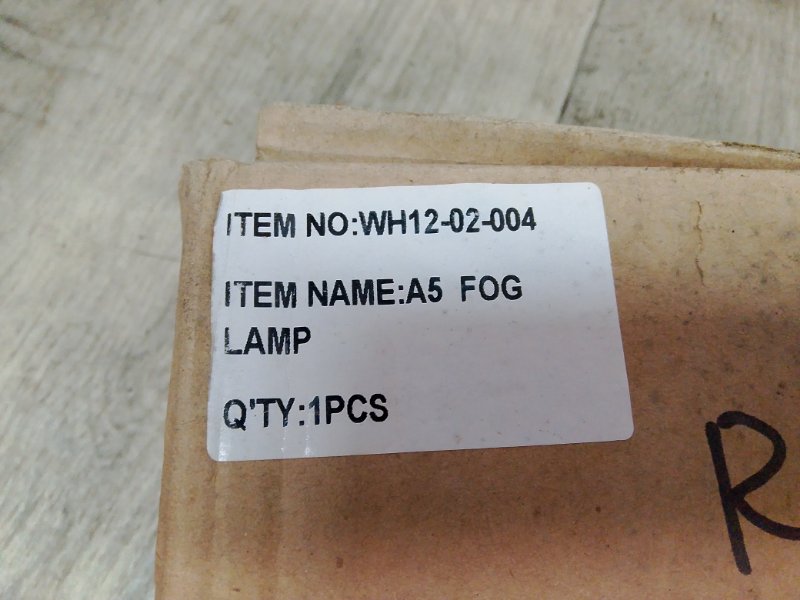 ITEM NO:WH12-02-004
ITEM NAME:A5 FOG
LAMP
Q'TY:1PCS
R